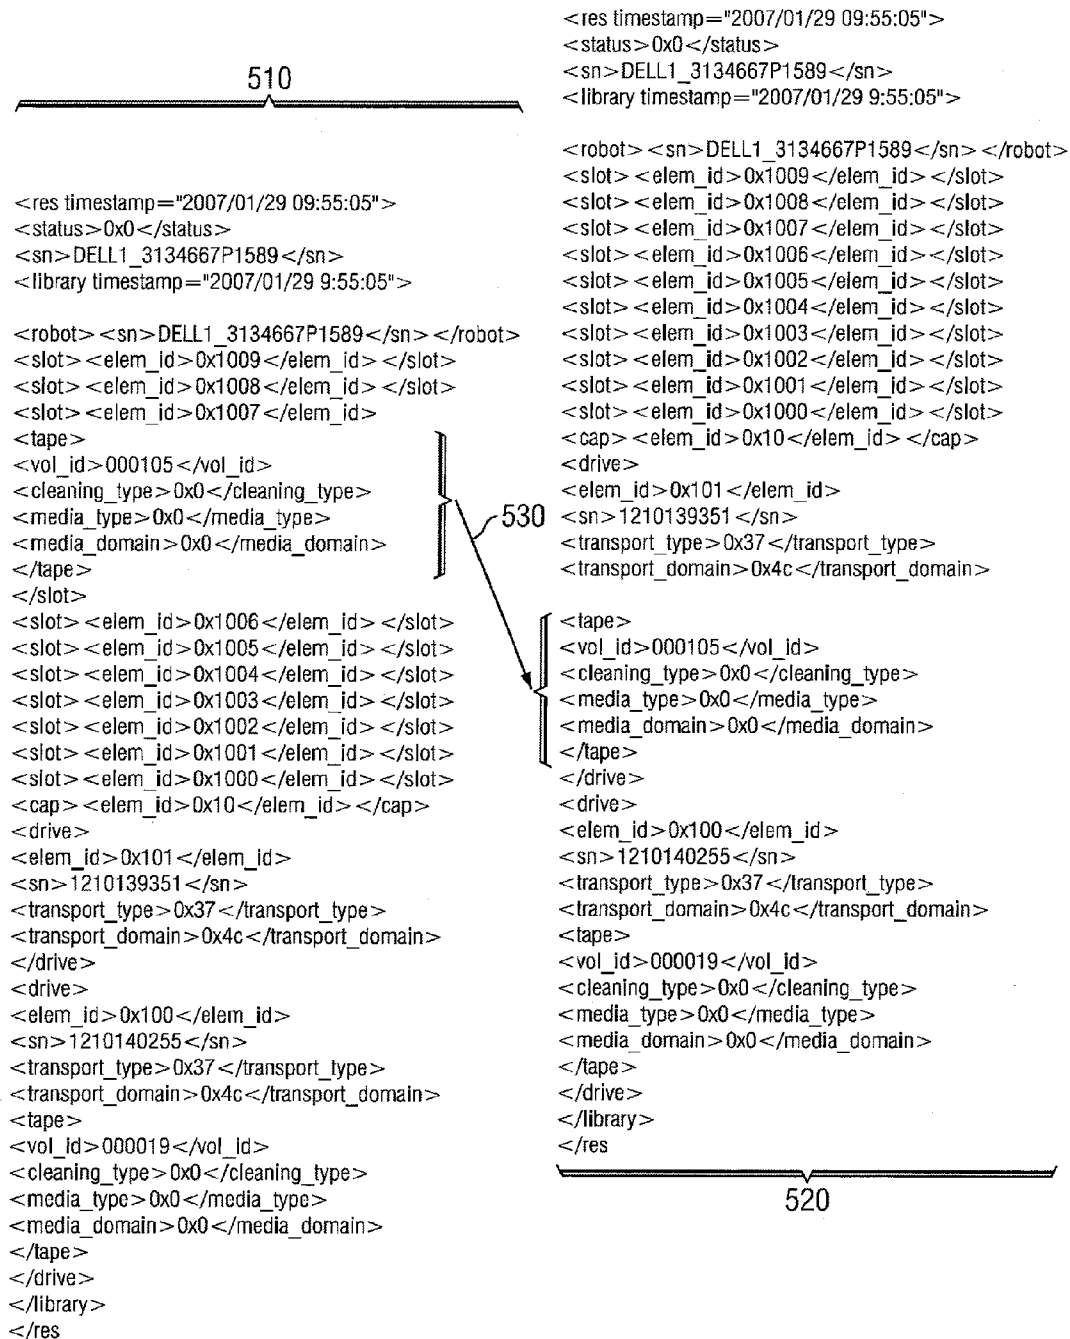 510
<res timestamp="2007/01/29 09:55:05">
<status>0x0</status>
<sn>DELL1_3134667P1589</sn>
<library timestamp="2007/01/29 9:55:05">
<robot><sn>DELL1_3134667P1589</sn></robot>
<slot><elem_id>0x1009</elem_id></slot>
<slot><elem_id>0x1008</elem_id></slot>
<slot><elem_id>0x1007</elem_id>
<tape>
<vol_id>000105</vol_id>
<cleaning_type>0x0</cleaning_type>
<media_type>0x0</media_type>
<media_domain>0x0</media_domain>
</tape>
</slot>
<slot><elem_id>0x1006</elem_id></slot>
<slot><elem_id>0x1005</elem_id></slot>
<slot><elem_id>0x1004</elem_id></slot>
<slot><elem_id>0x1003</elem_id></slot>
<slot><elem_id>0x1002</elem_id></slot>
<slot><elem_id>0x1001</elem_id></slot>
<slot><elem_id>0x1000</elem_id></slot>
<cap><elem_id>0x10</elem_id></cap>
<drive>
<elem_id>0x101</elem_id>
<sn>1210139351</sn>
<transport_type>0x37</transport_type>
<transport_domain>0x4c</transport_domain>
</drive>
<drive>
<elem_id>0x100</elem_id>
<sn>1210140255</sn>
<transport_type>0x37</transport_type>
<transport_domain>0x4c</transport_domain>
<tape>
<vol_id>000019</vol_id>
<cleaning_type>0x0</cleaning_type>
<media_type>0x0</media_type>
<media_domain>0x0</media_domain>
</tape>
</drive>
</library>
</res
530
<res timestamp="2007/01/29 09:55:05">
<status>0x0</status>
<sn>DELL1_3134667P1589</sn>
<library timestamp="2007/01/29 9:55:05">
<robot><sn>DELL1_3134667P1589</sn></robot>
<slot><elem_id>0x1009</elem_id></slot>
<slot><elem_id>0x1008</elem_id></slot>
<slot><elem_id>0x1007</elem_id></slot>
<slot><elem_id>0x1006</elem_id></slot>
<slot><elem_id>0x1005</elem_id></slot>
<slot><elem_id>0x1004</elem_id></slot>
<slot><elem_id>0x1003</elem_id></slot>
<slot><elem_id>0x1002</elem_id></slot>
<slot><elem_id>0x1001</elem_id></slot>
<slot><elem_id>0x1000</elem_id></slot>
<cap><elem_id>0x10</elem_id></cap>
<drive>
<elem_id>0x101</elem_id>
<sn>1210139351</sn>
<transport_type>0x37</transport_type>
<transport_domain>0x4c</transport_domain>
<tape>
<vol_id>000105</vol_id>
<cleaning_type>0x0</cleaning_type>
<media_type>0x0</media_type>
<media_domain>0x0</media_domain>
</tape>
</drive>
<drive>
<elem_id>0x100</elem_id>
<sn>1210140255</sn>
<transport_type>0x37</transport_type>
<transport_domain>0x4c</transport_domain>
<tape>
<vol_id>000019</vol_id>
<cleaning_type>0x0</cleaning_type>
<media_type>0x0</media_type>
<media_domain>0x0</media_domain>
</tape>
</drive>
</library>
</res
520